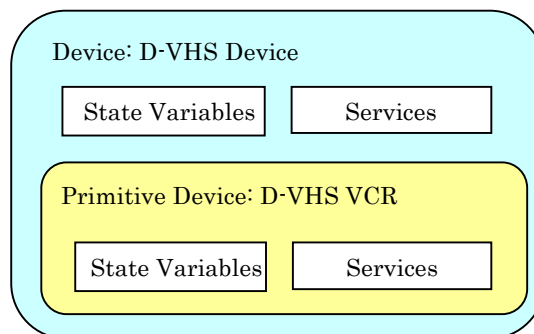 Device: D-VHS Device
State Variables Services
Primitive Device: D-VHS VCR
State Variables Services